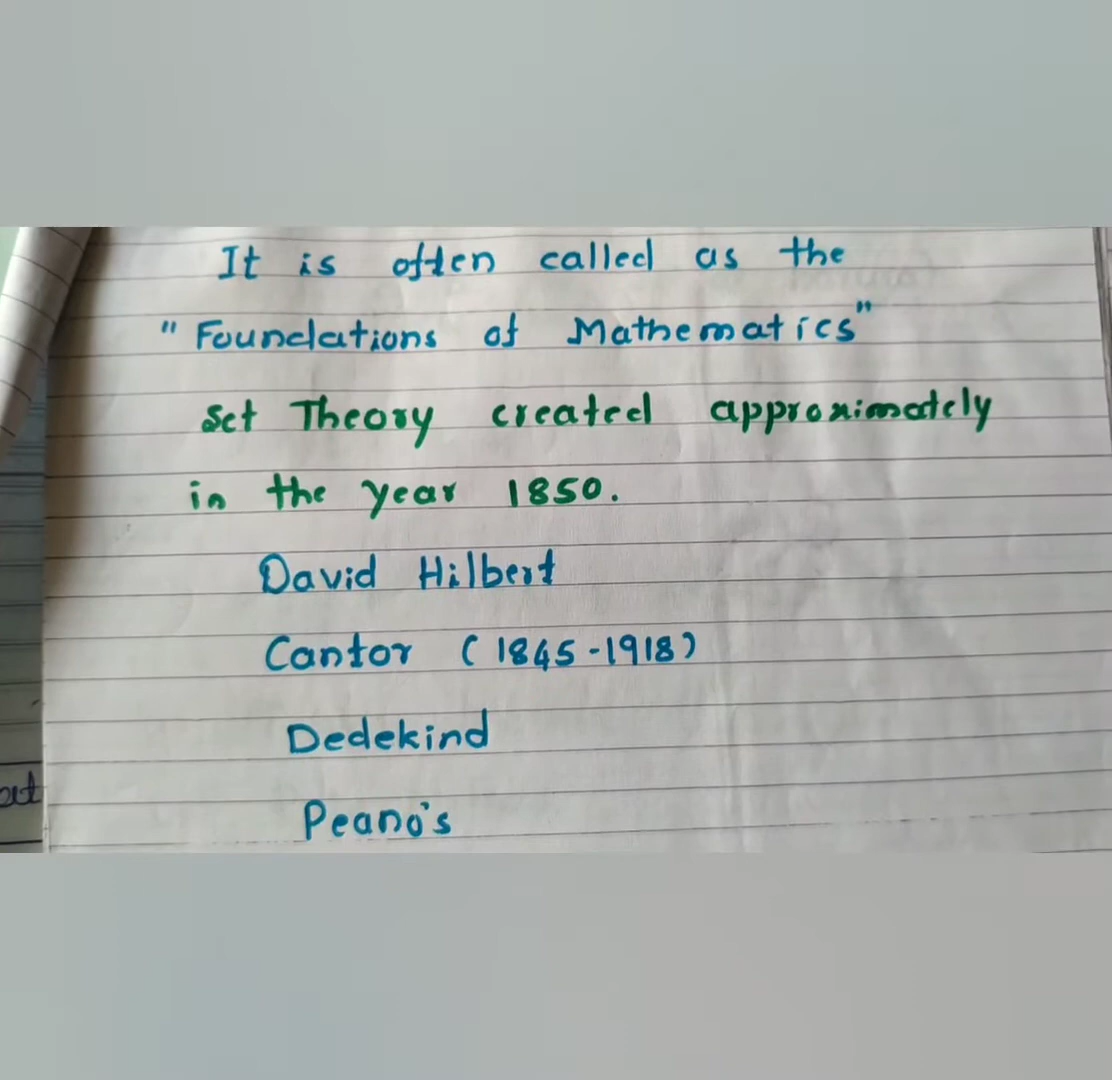 It is often called as the
"Foundations of Mathematics"
Set Theory created approximately
in the year 1850.
David Hilbert
Cantor (1845-1918)
Dedekind
Peano's